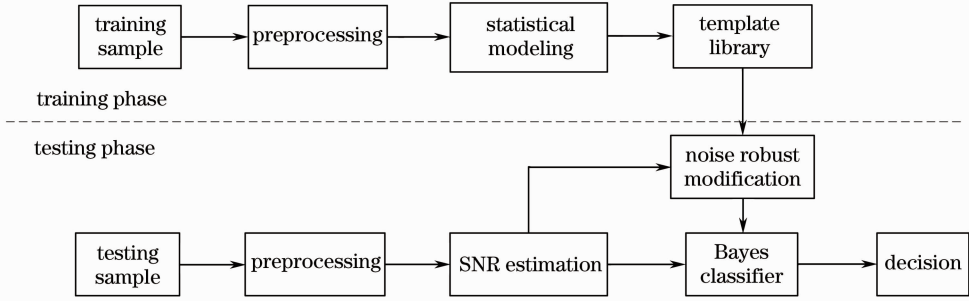 training
sample
preprocessing
statistical
modeling
template
library
training phase
testing phase
noise robust
modification
testing
sample
preprocessing
SNR estimation
Bayes
classifier
decision